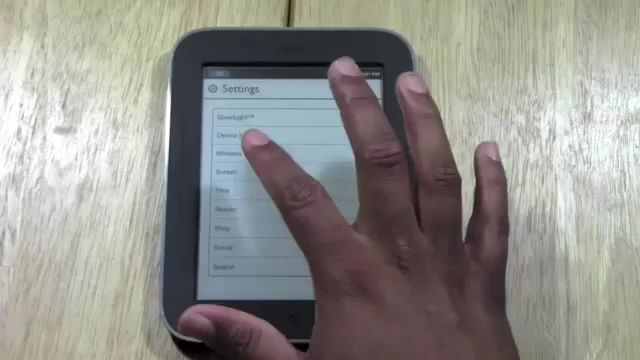 Settings
GlowLight™
Device
Wireless
Screen
Time
Reader
Shop
Social
Search